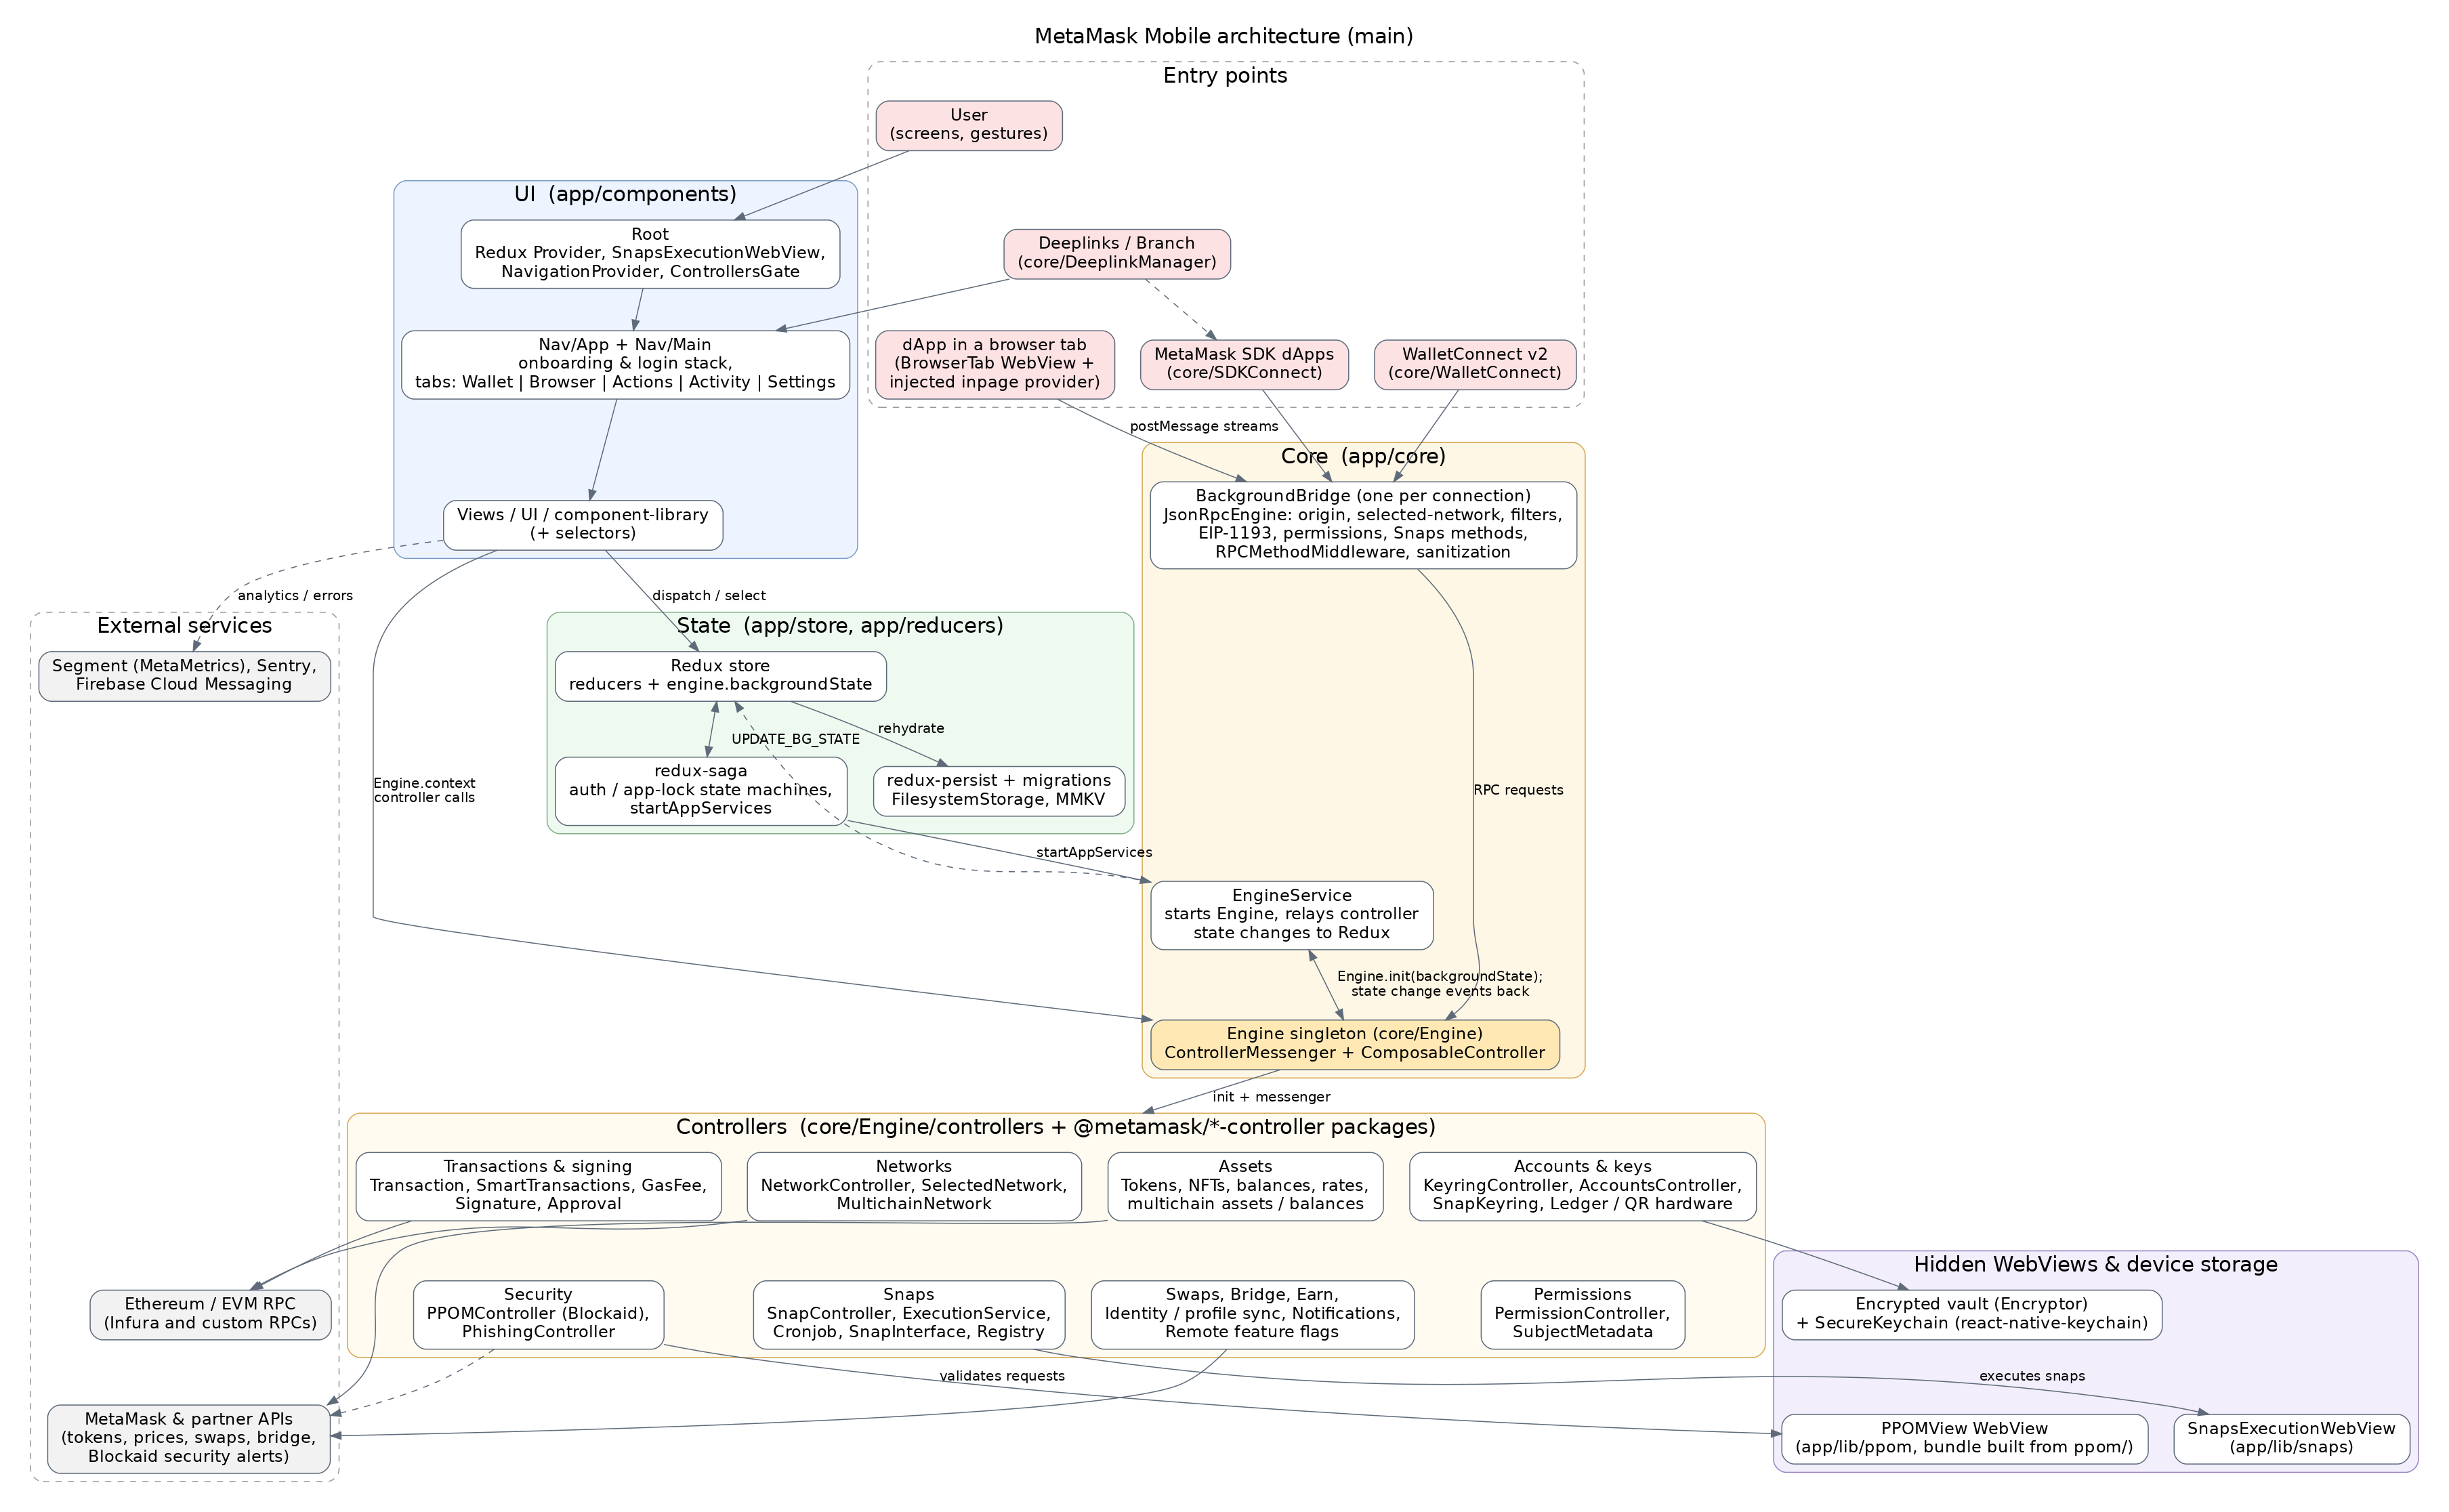 MetaMask Mobile architecture (main)
Entry points
User
(screens, gestures)
UI  (app/components)
Root
Redux Provider, SnapsExecutionWebView,
NavigationProvider, ControllersGate
Deeplinks / Branch
(core/DeeplinkManager)
Nav/App + Nav/Main
onboarding & login stack,
tabs: Wallet | Browser | Actions | Activity | Settings
dApp in a browser tab
(BrowserTab WebView +
injected inpage provider)
MetaMask SDK dApps
(core/SDKConnect)
WalletConnect v2
(core/WalletConnect)
postMessage streams
Core  (app/core)
BackgroundBridge (one per connection)
JsonRpcEngine: origin, selected-network, filters,
EIP-1193, permissions, Snaps methods,
RPCMethodMiddleware, sanitization
Views / UI / component-library
(+ selectors)
analytics / errors
dispatch / select
External services
Segment (MetaMetrics), Sentry,
Firebase Cloud Messaging
State  (app/store, app/reducers)
Redux store
reducers + engine.backgroundState
rehydrate
UPDATE_BG_STATE
redux-saga
auth / app-lock state machines,
startAppServices
redux-persist + migrations
FilesystemStorage, MMKV
Engine.context
controller calls
RPC requests
startAppServices
EngineService
starts Engine, relays controller
state changes to Redux
Engine.init(backgroundState);
state change events back
Engine singleton (core/Engine)
ControllerMessenger + ComposableController
init + messenger
Controllers  (core/Engine/controllers + @metamask/*-controller packages)
Transactions & signing
Transaction, SmartTransactions, GasFee,
Signature, Approval
Networks
NetworkController, SelectedNetwork,
MultichainNetwork
Assets
Tokens, NFTs, balances, rates,
multichain assets / balances
Accounts & keys
KeyringController, AccountsController,
SnapKeyring, Ledger / QR hardware
Security
PPOMController (Blockaid),
PhishingController
Snaps
SnapController, ExecutionService,
Cronjob, SnapInterface, Registry
Swaps, Bridge, Earn,
Identity / profile sync, Notifications,
Remote feature flags
Permissions
PermissionController,
SubjectMetadata
Ethereum / EVM RPC
(Infura and custom RPCs)
MetaMask & partner APIs
(tokens, prices, swaps, bridge,
Blockaid security alerts)
validates requests
executes snaps
Hidden WebViews & device storage
Encrypted vault (Encryptor)
+ SecureKeychain (react-native-keychain)
PPOMView WebView
(app/lib/ppom, bundle built from ppom/)
SnapsExecutionWebView
(app/lib/snaps)